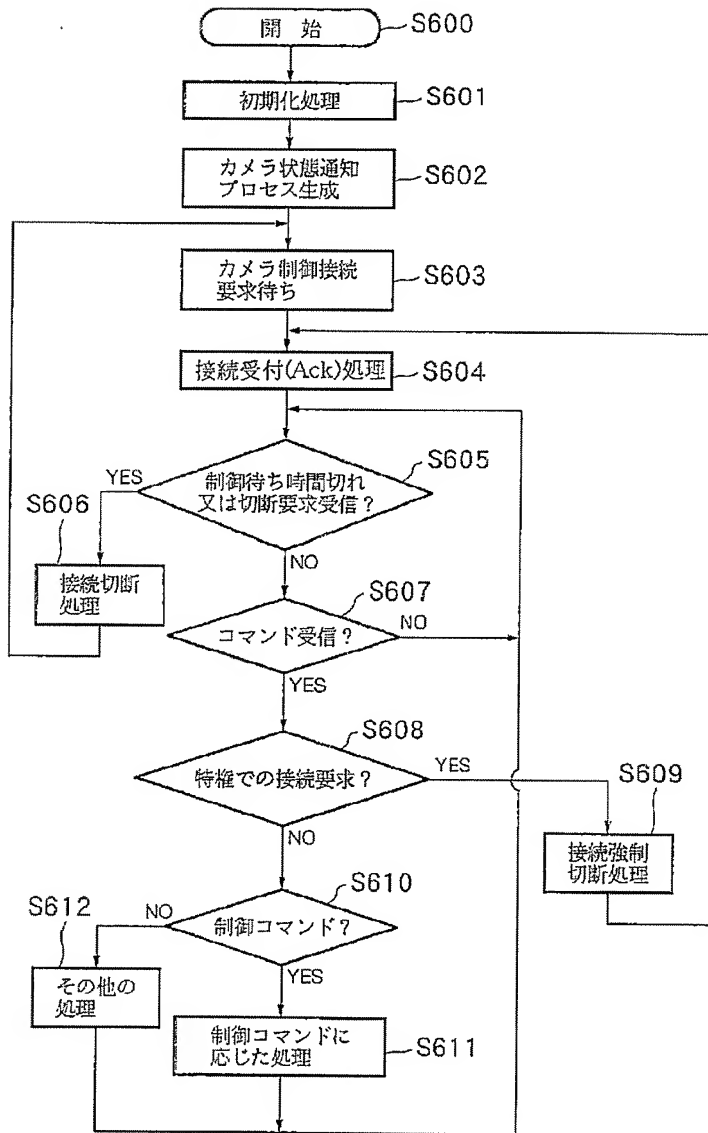 開 始
S600
初期化処理
S601
カメラ状態通知
プロセス生成
S602
カメラ制御接続
要求待ち
S603
接続受付(Ack)処理
S604
制御待ち時間切れ
又は切断要求受信？
S605
YES
S606
接続切断
処理
NO
コマンド受信？
S607
NO
YES
特権での接続要求？
S608
YES
S609
接続強制
切断処理
NO
制御コマンド？
S610
NO
S612
その他の
処理
YES
制御コマンドに
応じた処理
S611